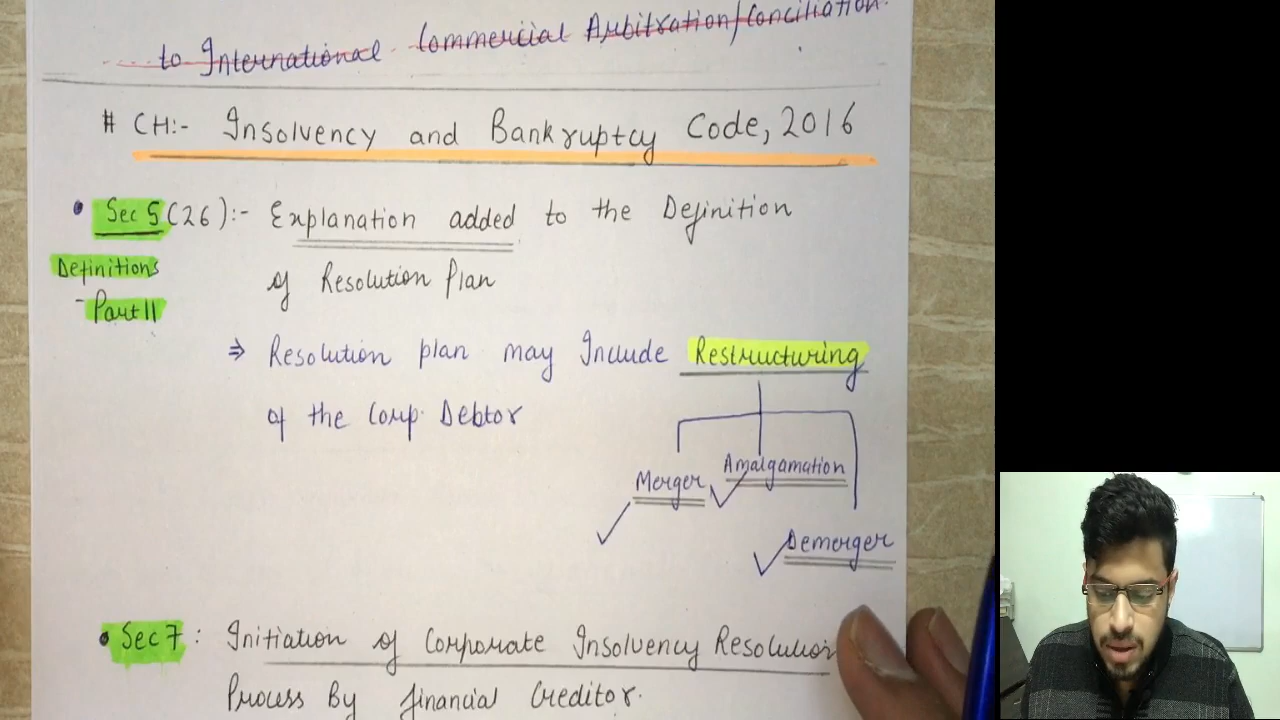 to International Commercial Arbitration/Conciliation.
# CH:- Insolvency and Bankruptcy Code, 2016
• Sec 5(26):- Explanation added to the Definition
Definitions
of Resolution Plan
- Part II
⇒ Resolution plan may Include Restructuring
of the Corp. Debtor
Merger Amalgamation
Demerger
• Sec 7: Initiation of Corporate Insolvency Resolution
Process By financial Creditor.